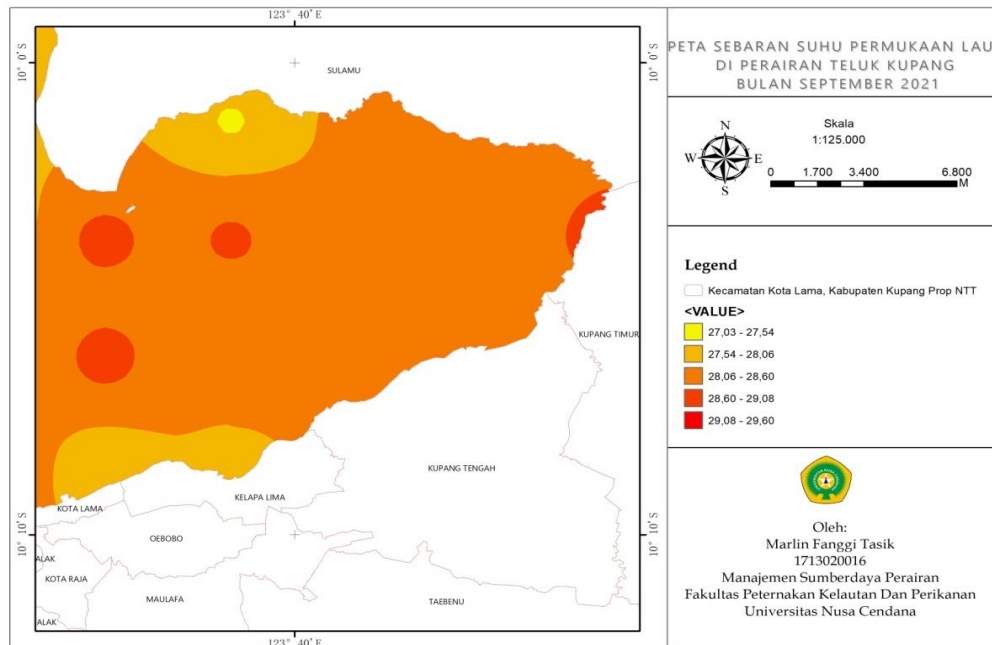 123 40' E
10° 0' S
SULAMU
KUPANG TIMUR
KUPANG TENGAH
KELAPA LIMA
KOTA LAMA
OEBOBO
ALAK
KOTA RAJA
MAULAFA
TAEBENU
ALAK
10° 10' S
123° 40' E
PETA SEBARAN SUHU PERMUKAAN LAU
DI PERAIRAN TELUK KUPANG
BULAN SEPTEMBER 2021
N
W E
S
Skala
1:125.000
0 1.700 3.400 6.800
M
Legend
Kecamatan Kota Lama, Kabupaten Kupang Prop NTT
<VALUE>
27,03 - 27,54
27,54 - 28,06
28,06 - 28,60
28,60 - 29,08
29,08 - 29,60
Oleh:
Marlin Fanggi Tasik
1713020016
Manajemen Sumberdaya Perairan
Fakultas Peternakan Kelautan Dan Perikanan
Universitas Nusa Cendana